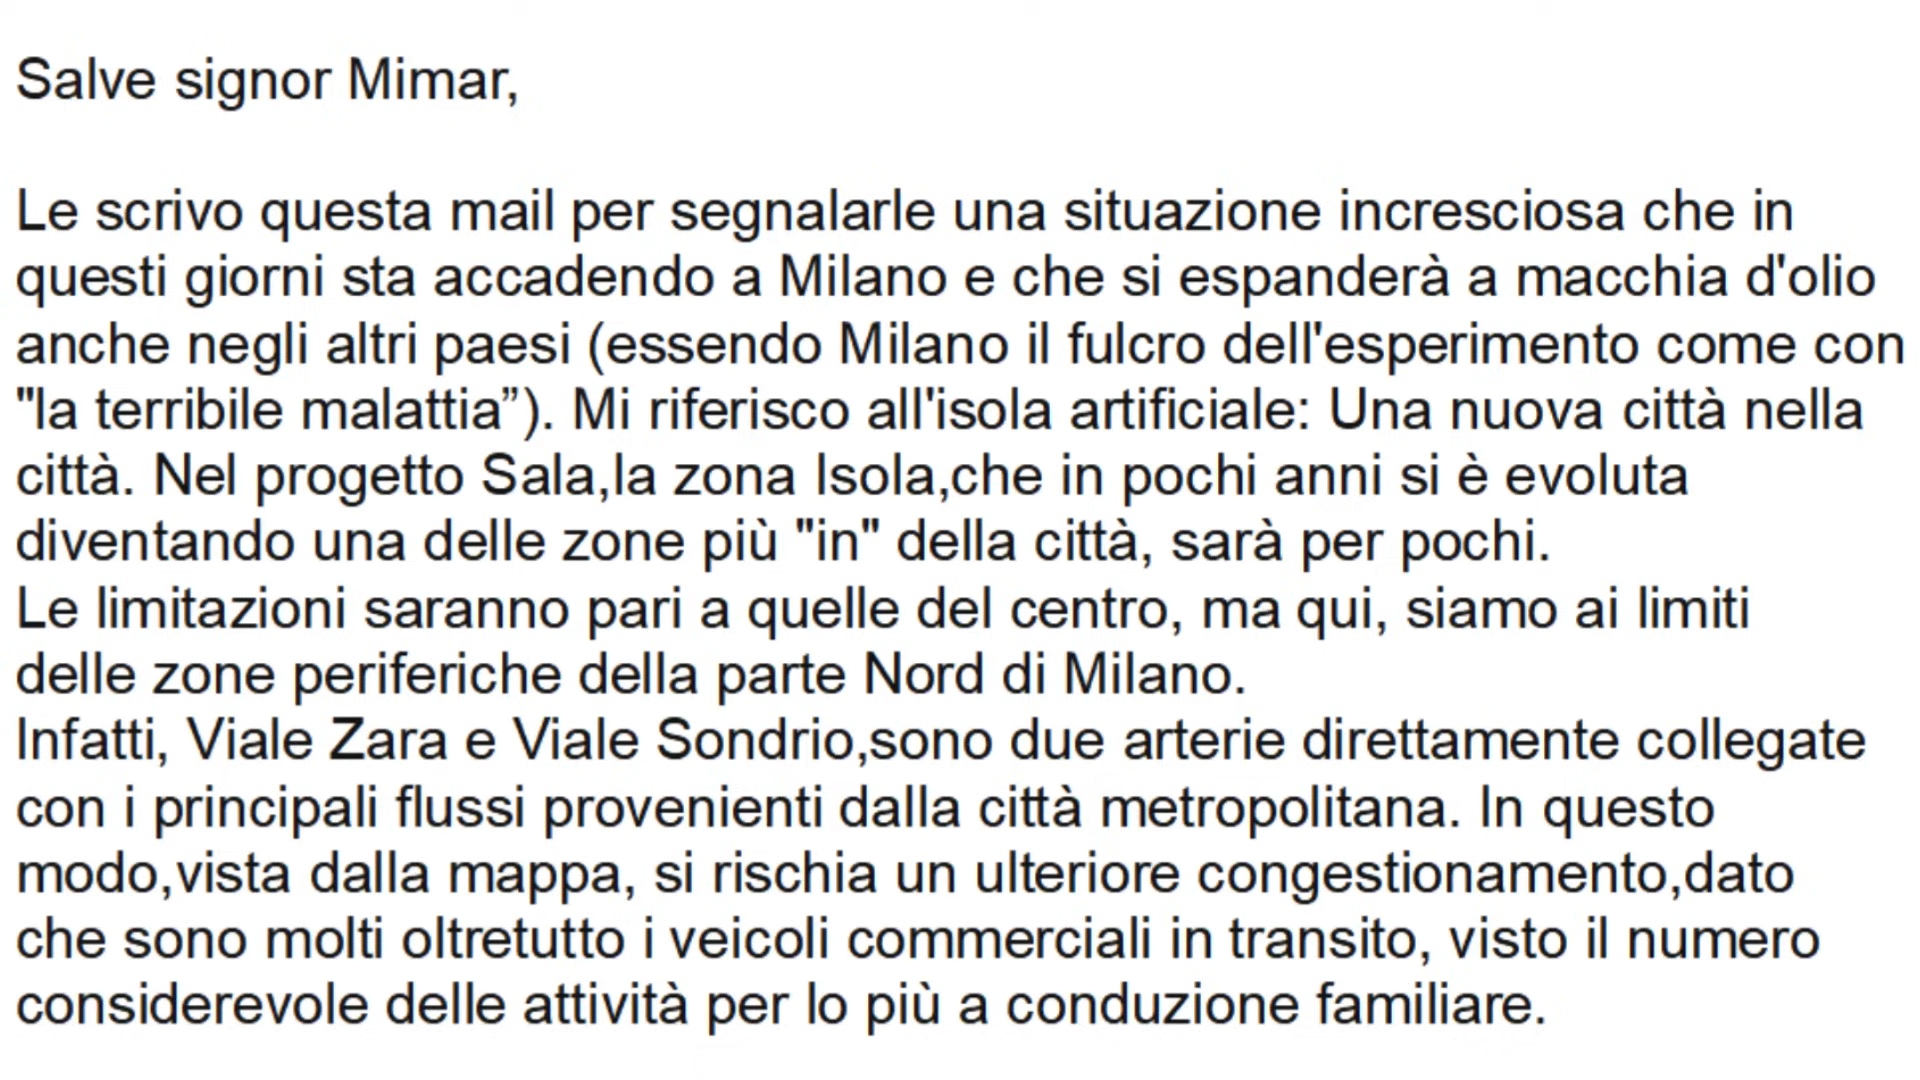 Salve signor Mimar,
Le scrivo questa mail per segnalarle una situazione incresciosa che in
questi giorni sta accadendo a Milano e che si espanderà a macchia d'olio
anche negli altri paesi (essendo Milano il fulcro dell'esperimento come con
"la terribile malattia”). Mi riferisco all'isola artificiale: Una nuova città nella
città. Nel progetto Sala,la zona Isola,che in pochi anni si è evoluta
diventando una delle zone più "in" della città, sarà per pochi.
Le limitazioni saranno pari a quelle del centro, ma qui, siamo ai limiti
delle zone periferiche della parte Nord di Milano.
Infatti, Viale Zara e Viale Sondrio,sono due arterie direttamente collegate
con i principali flussi provenienti dalla città metropolitana. In questo
modo,vista dalla mappa, si rischia un ulteriore congestionamento,dato
che sono molti oltretutto i veicoli commerciali in transito, visto il numero
considerevole delle attività per lo più a conduzione familiare.